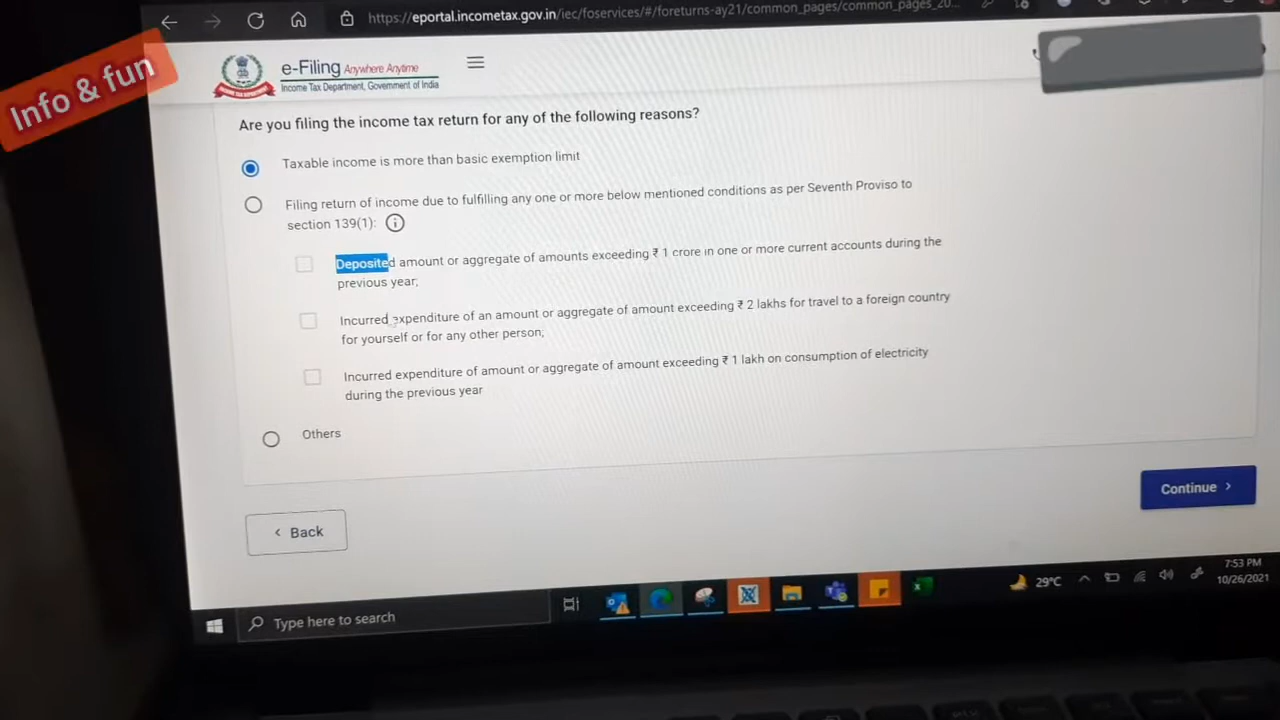 https://eportal.incometax.gov.in/iec/foservices/#/foreturns-ay21/common_pages/common_pages_20...
Info & fun
e-Filing Anywhere Anytime
Income Tax Department, Government of India
Are you filing the income tax return for any of the following reasons?
Taxable income is more than basic exemption limit
Filing return of income due to fulfilling any one or more below mentioned conditions as per Seventh Proviso to
section 139(1):
Deposited amount or aggregate of amounts exceeding ₹ 1 crore in one or more current accounts during the
previous year;
Incurred expenditure of an amount or aggregate of amount exceeding ₹ 2 lakhs for travel to a foreign country
for yourself or for any other person;
Incurred expenditure of amount or aggregate of amount exceeding ₹ 1 lakh on consumption of electricity
during the previous year
Others
Continue >
< Back
Type here to search
29°C
7:53 PM
10/26/2021